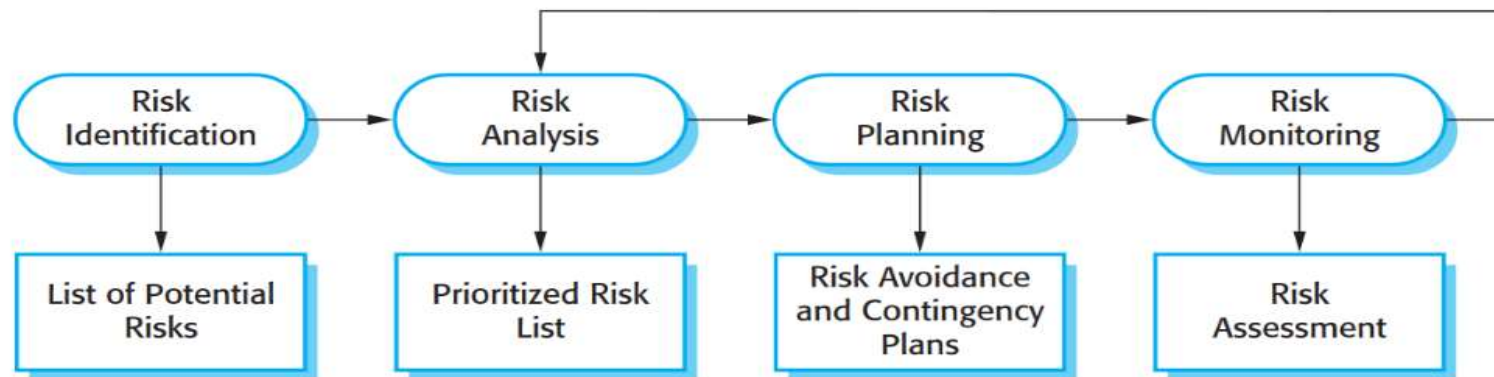 Risk
Identification
Risk
Analysis
Risk
Planning
Risk
Monitoring
List of Potential
Risks
Prioritized Risk
List
Risk Avoidance
and Contingency
Plans
Risk
Assessment